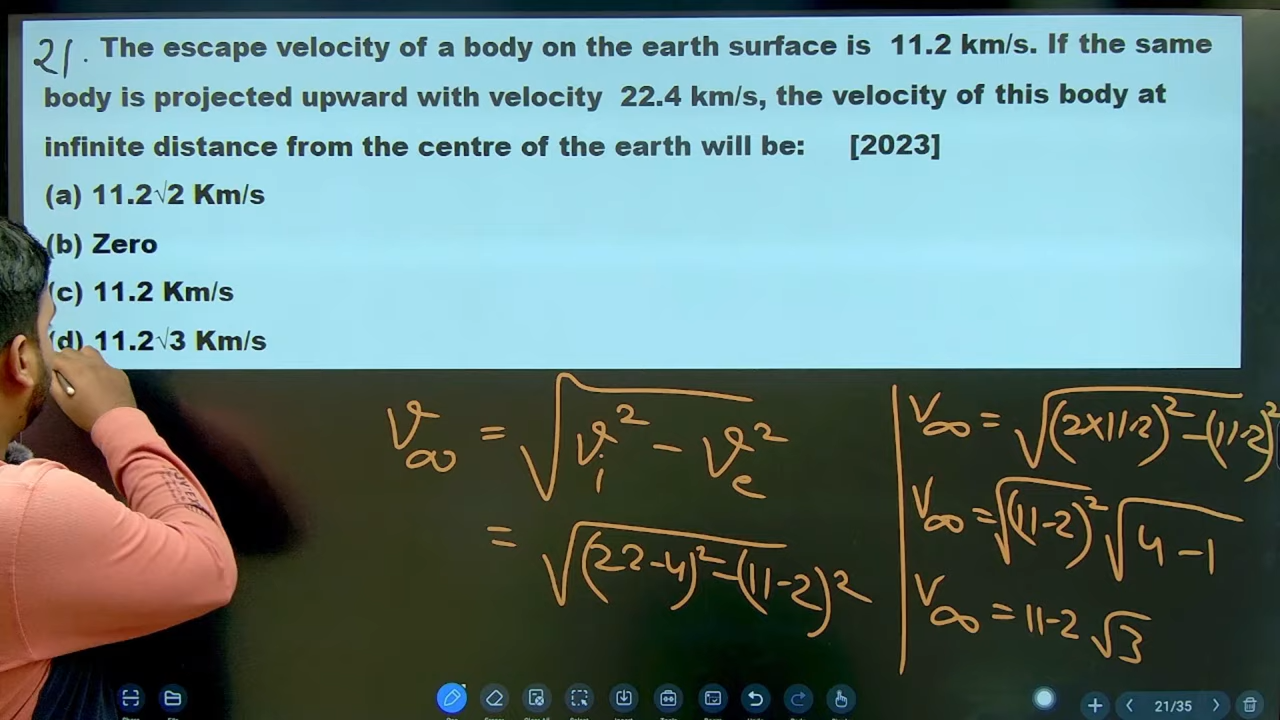 21. The escape velocity of a body on the earth surface is 11.2 km/s. If the same
body is projected upward with velocity 22.4 km/s, the velocity of this body at
infinite distance from the centre of the earth will be: [2023]
(a) 11.2√2 Km/s
(b) Zero
(c) 11.2 Km/s
(d) 11.2√3 Km/s
v∞ = √(vᵢ² - vₑ²)
= √((22-4)² - (11-2)²)
V∞ = √((2×11·2)² - (11·2)²)
V∞ = √(11-2)² √(4-1)
V∞ = 11-2 √3
21/35